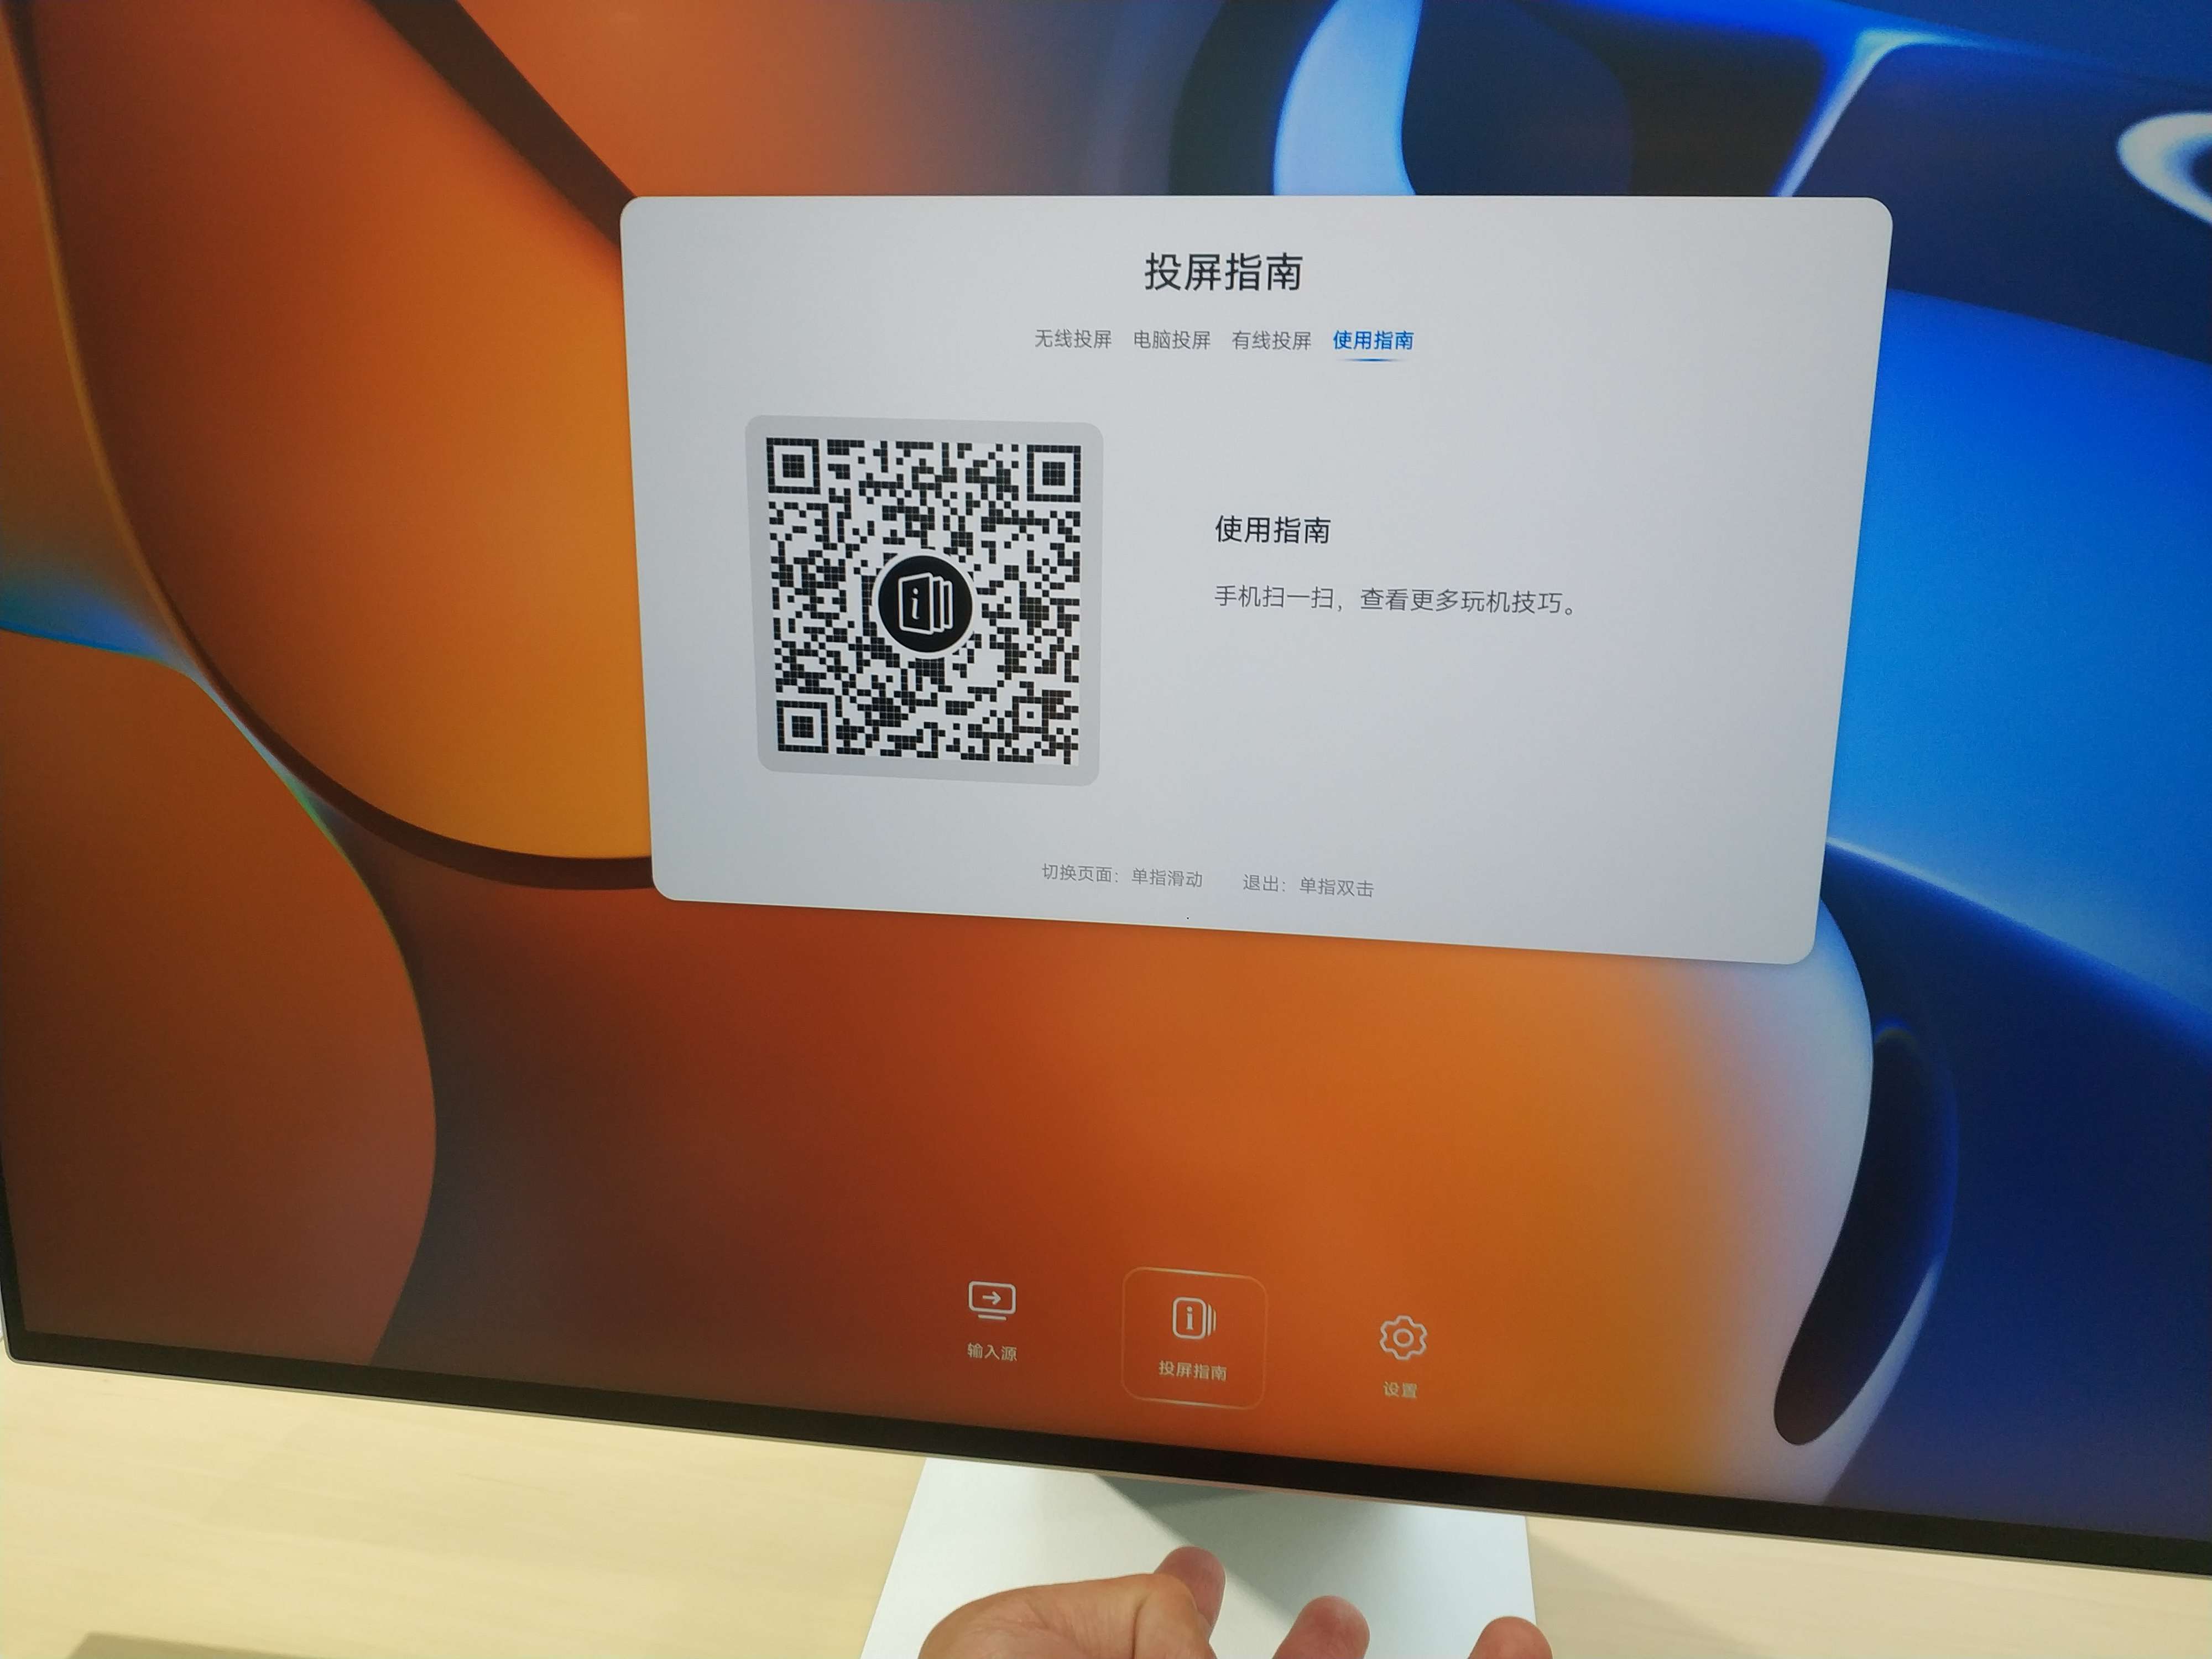 投屏指南
无线投屏 电脑投屏 有线投屏 使用指南
使用指南
手机扫一扫，查看更多玩机技巧。
切换页面：单指滑动 退出：单指双击
输入源 投屏指南 设置